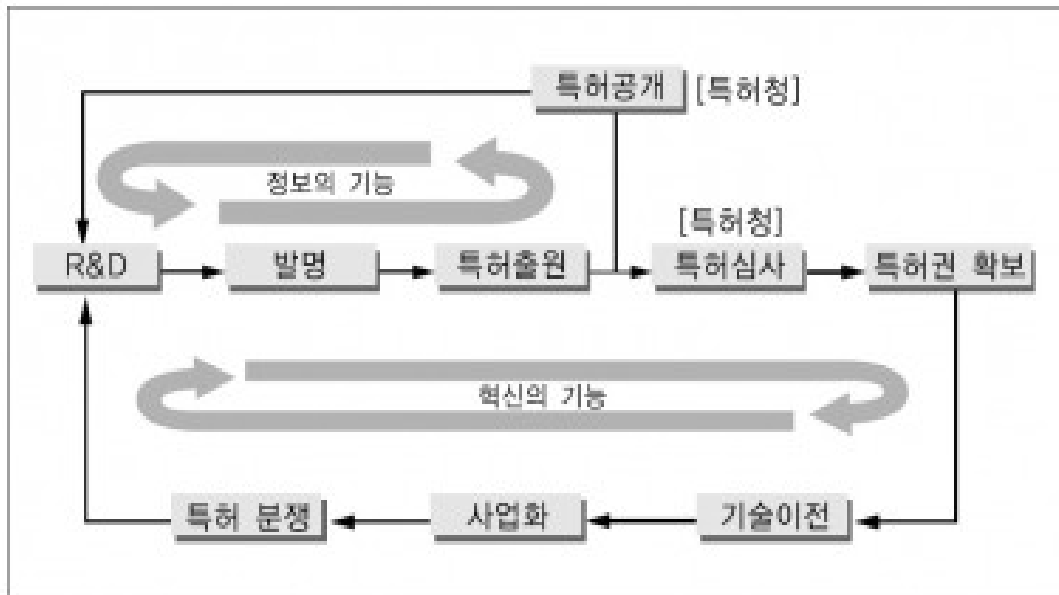 특허공개 [특허청]
정보의 기능
[특허청]
R&D 발명 특허출원 특허심사 특허권 확보
혁신의 기능
특허 분쟁 사업화 기술이전